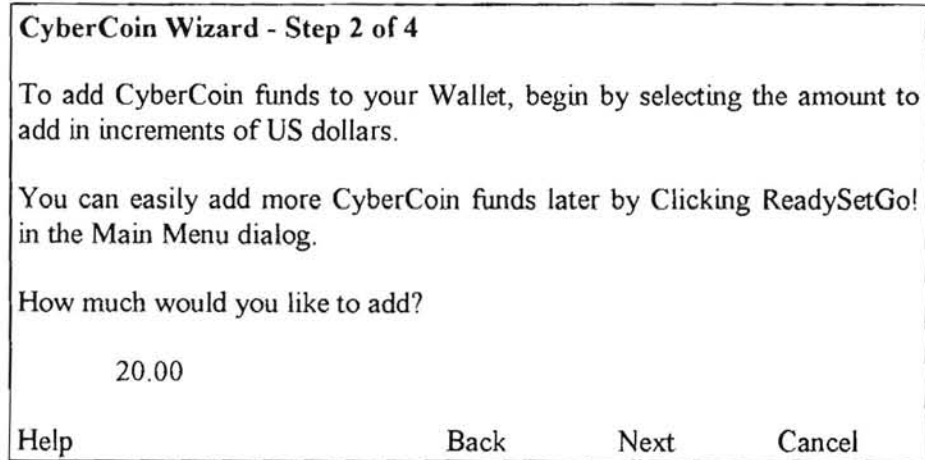 CyberCoin Wizard - Step 2 of 4
To add CyberCoin funds to your Wallet, begin by selecting the amount to
add in increments of US dollars.
You can easily add more CyberCoin funds later by Clicking ReadySetGo!
in the Main Menu dialog.
How much would you like to add?
20.00
Help Back Next Cancel